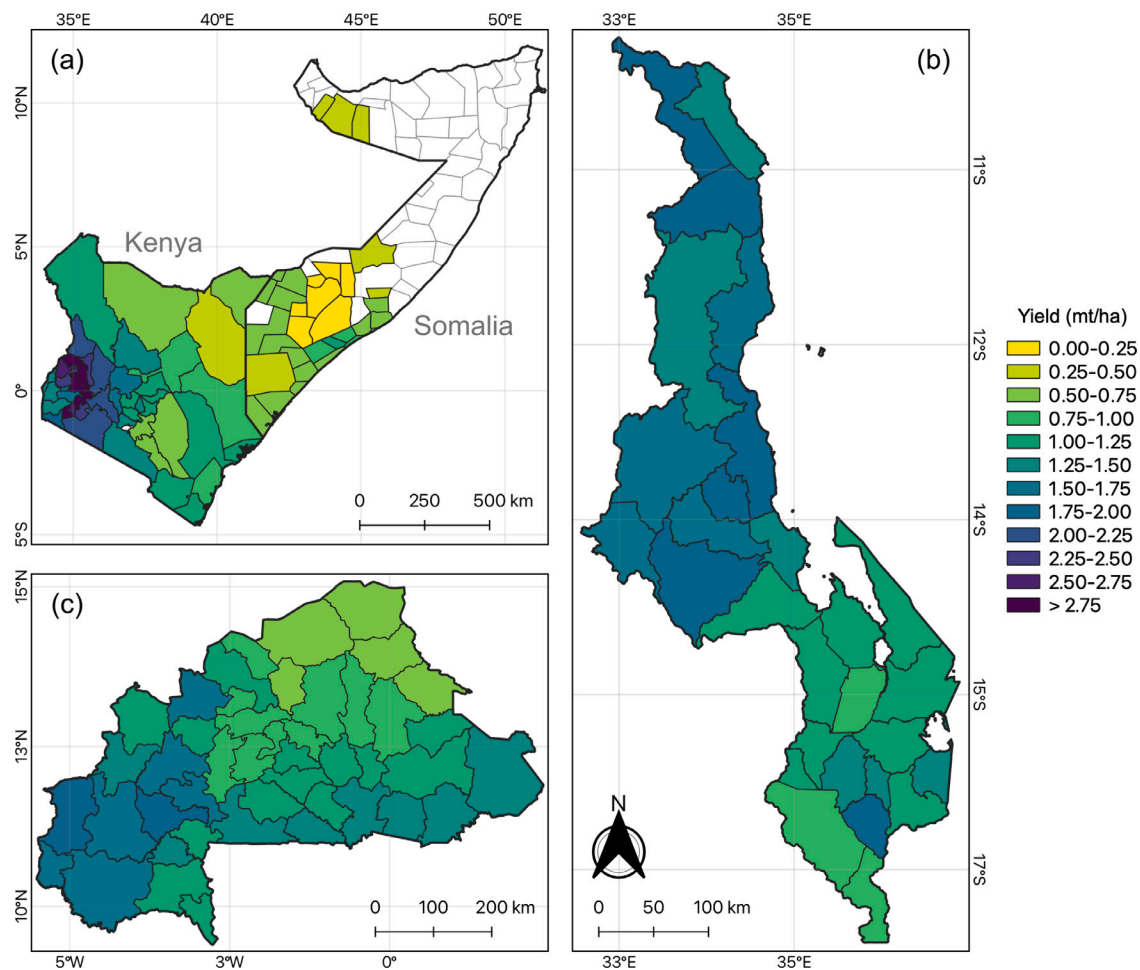 35°E 40°E 45°E 50°E
33°E 35°E
(a)
10°N
5°N
0°
5°S
Kenya
Somalia
0 250 500 km
(b)
11°S
12°S
14°S
15°S
17°S
N
0 50 100 km
33°E 35°E
Yield (mt/ha)
0.00-0.25
0.25-0.50
0.50-0.75
0.75-1.00
1.00-1.25
1.25-1.50
1.50-1.75
1.75-2.00
2.00-2.25
2.25-2.50
2.50-2.75
> 2.75
(c)
15°N
13°N
10°N
0 100 200 km
5°W 3°W 0°